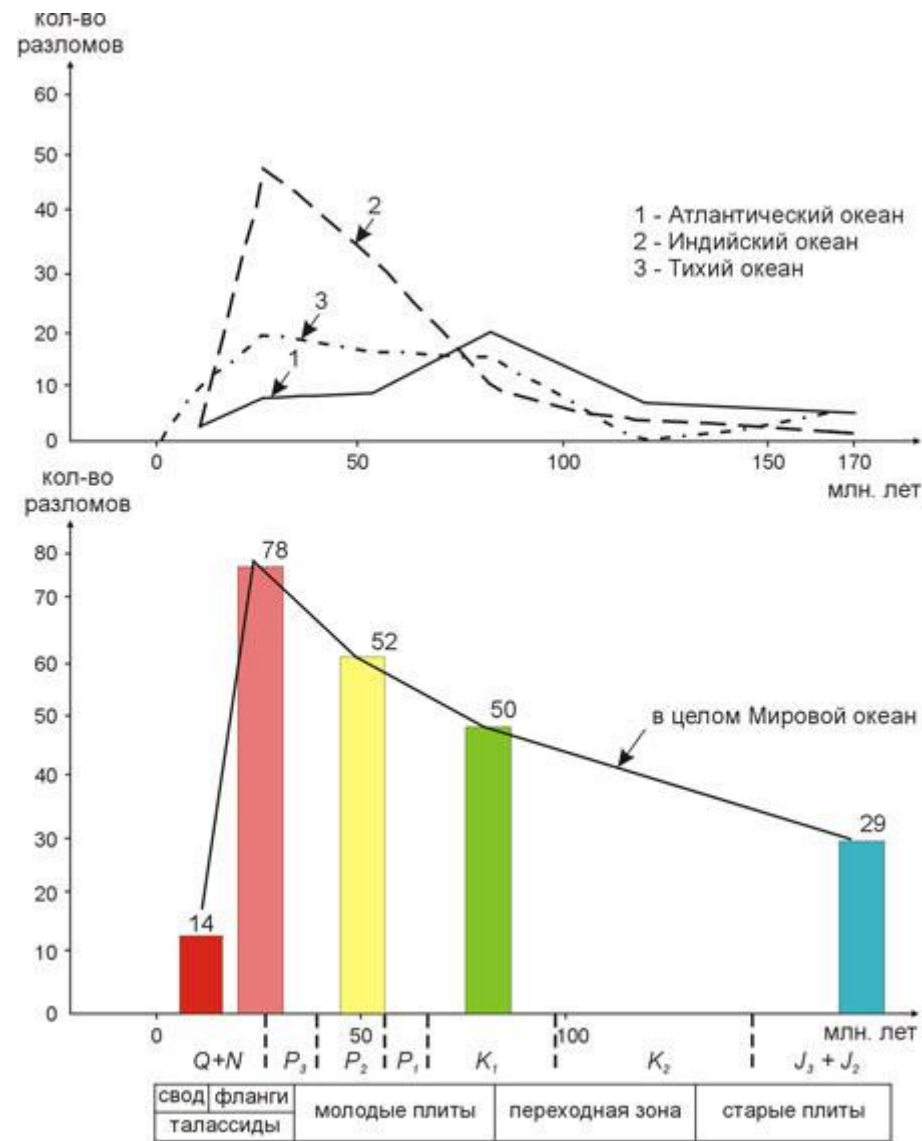 кол-во
разломов
60
50
40
30
20
10
0
2
3
1
1 - Атлантический океан
2 - Индийский океан
3 - Тихий океан
0 50 100 150 170
млн. лет
кол-во
разломов
80
70
60
50
40
30
20
10
0
78
52
50
29
14
в целом Мировой океан
0 50 100 млн. лет
Q+N P₃ P₂ P₁ K₁ K₂ J₃ + J₂
свод фланги
талассиды
молодые плиты
переходная зона
старые плиты